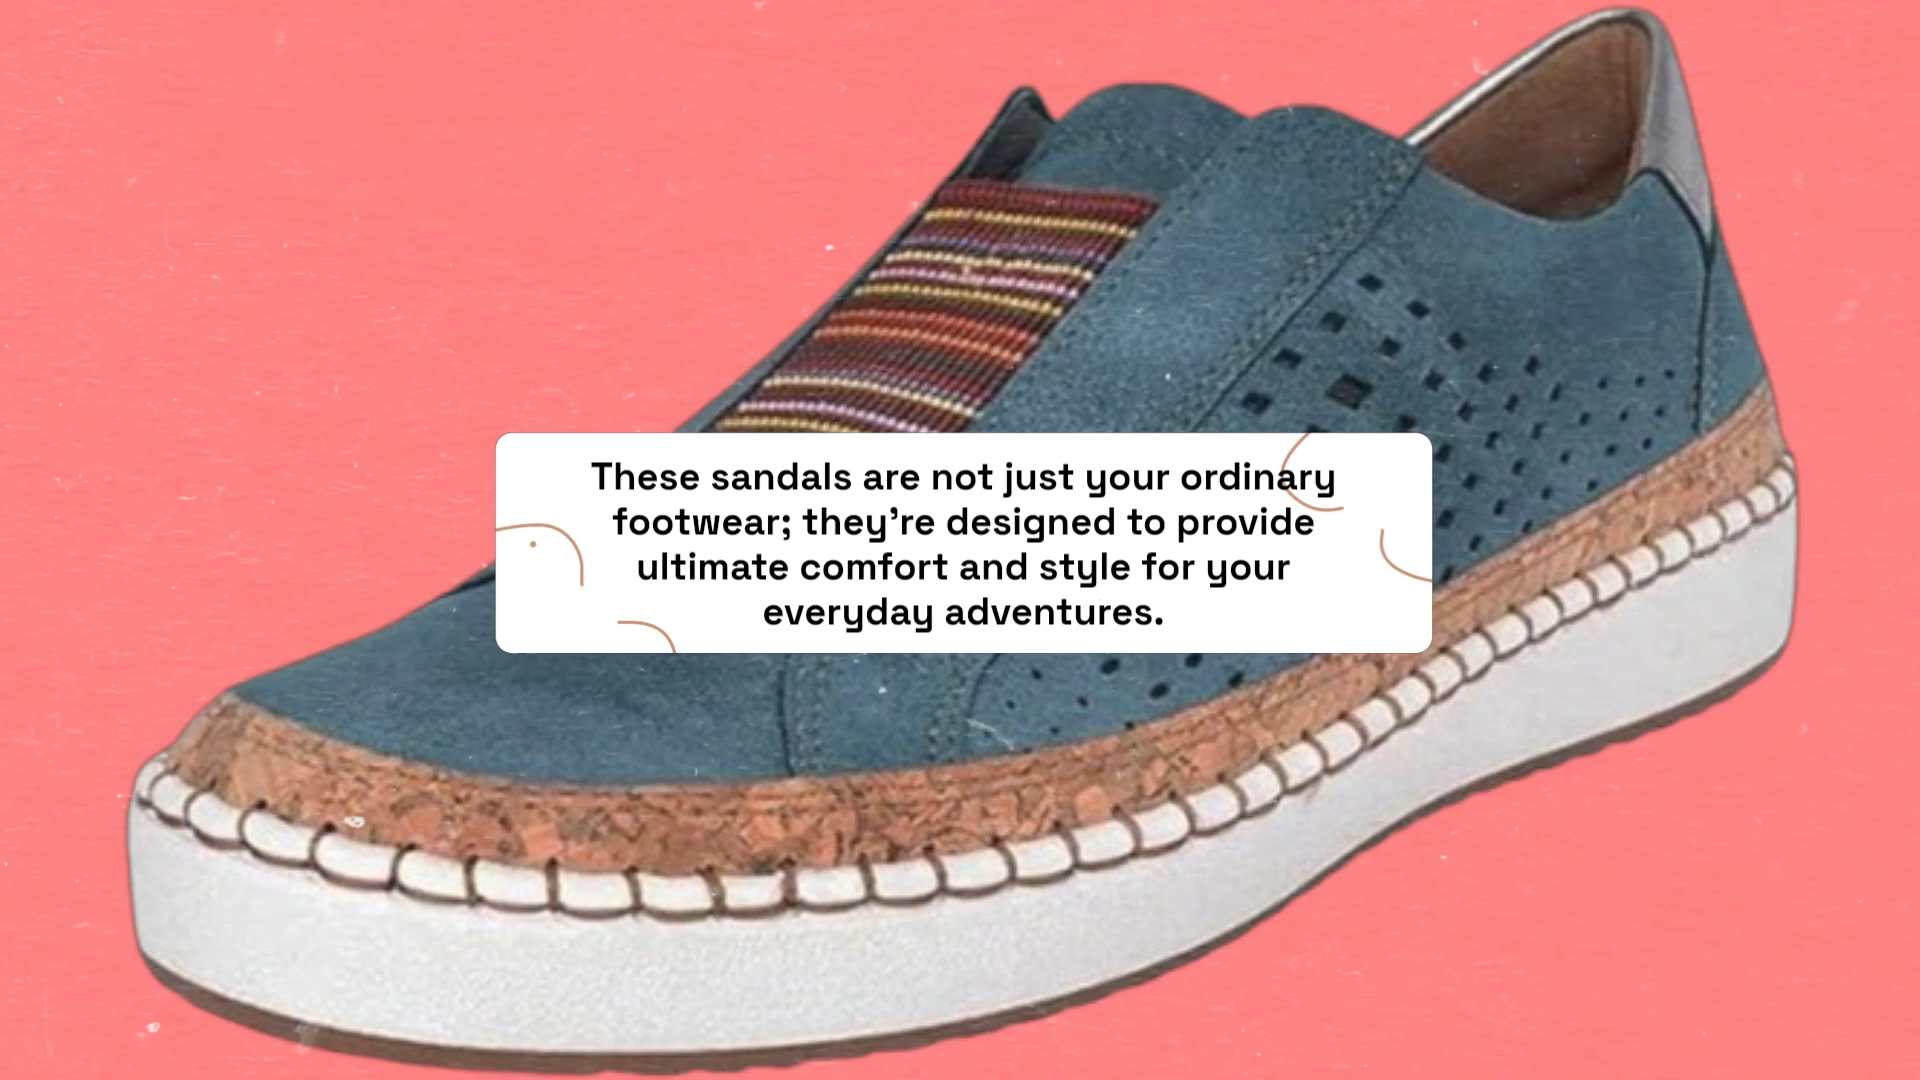 These sandals are not just your ordinary
footwear; they’re designed to provide
ultimate comfort and style for your
everyday adventures.